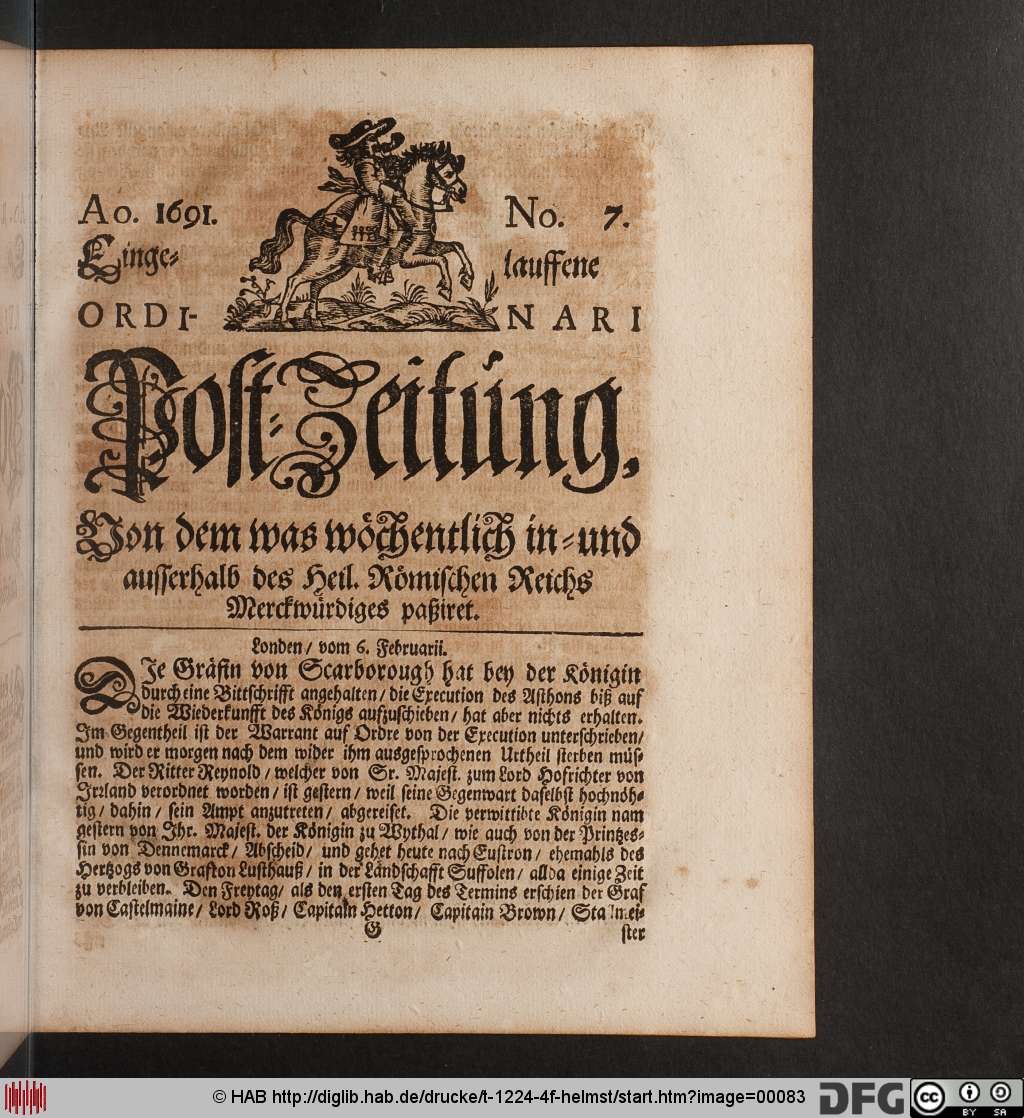 Ao. 1691. No. 7.
Einge- lauffene
ORDI- NARI
Post-Zeitung,
Von dem was wöchentlich in- und
ausserhalb des Heil. Römischen Reichs
Merckwürdiges paßiret.
Londen / vom 6. Februarii.
DIe Gräfin von Scarborough hat bey der Königin
durch eine Bittschrifft angehalten / die Execution des Asthons biß auf
die Wiederkunfft des Königs aufzuschieben / hat aber nichts erhalten.
Im Gegentheil ist der Warrant auf Ordre von der Execution unterschrieben /
und wird er morgen nach dem wider ihm ausgesprochenen Urtheil sterben müs-
sen. Der Ritter Reynold / welcher von Sr. Majest. zum Lord Hofrichter von
Irrland verordnet worden / ist gestern / weil seine Gegenwart daselbst hochnöh-
tig / dahin / sein Ampt anzutreten / abgereiset. Die verwittibte Königin nam
gestern von Ihr. Majest. der Königin zu Wythal / wie auch von der Printzes-
sin von Dennemarck / Abscheid / und gehet heute nach Eustron / ehemahls des
Hertzogs von Grafton Lusthauß / in der Landschafft Suffolen / allda einige Zeit
zu verbleiben. Den Freytag / als den ersten Tag des Termins erschien der Graf
von Castelmaine / Lord Roß / Capitain Hetton / Capitain Brown / Stallmei-
G ster
© HAB http://diglib.hab.de/drucke/t-1224-4f-helmst/start.htm?image=00083
DFG
cc
BY SA